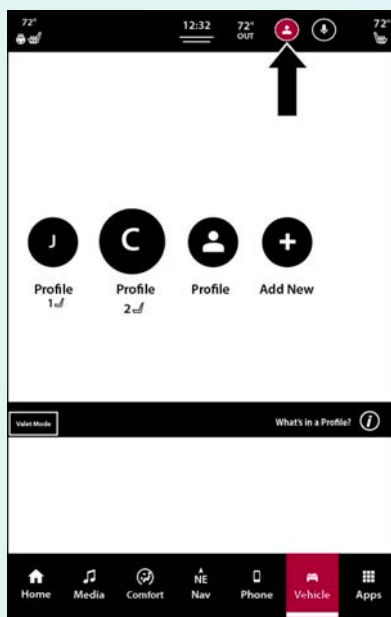 72°
12:32
72°
OUT
72°
J
C
Profile
1
Profile
2
Profile
Add New
Valet Mode
What's in a Profile?
i
NE
Home
Media
Comfort
Nav
Phone
Vehicle
Apps